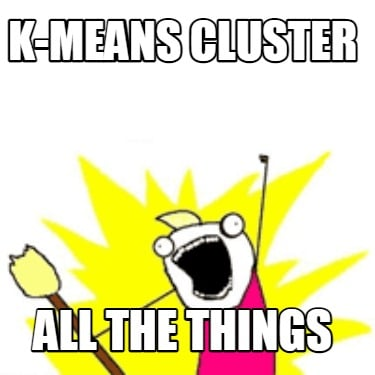 K-MEANS CLUSTER
ALL THE THINGS